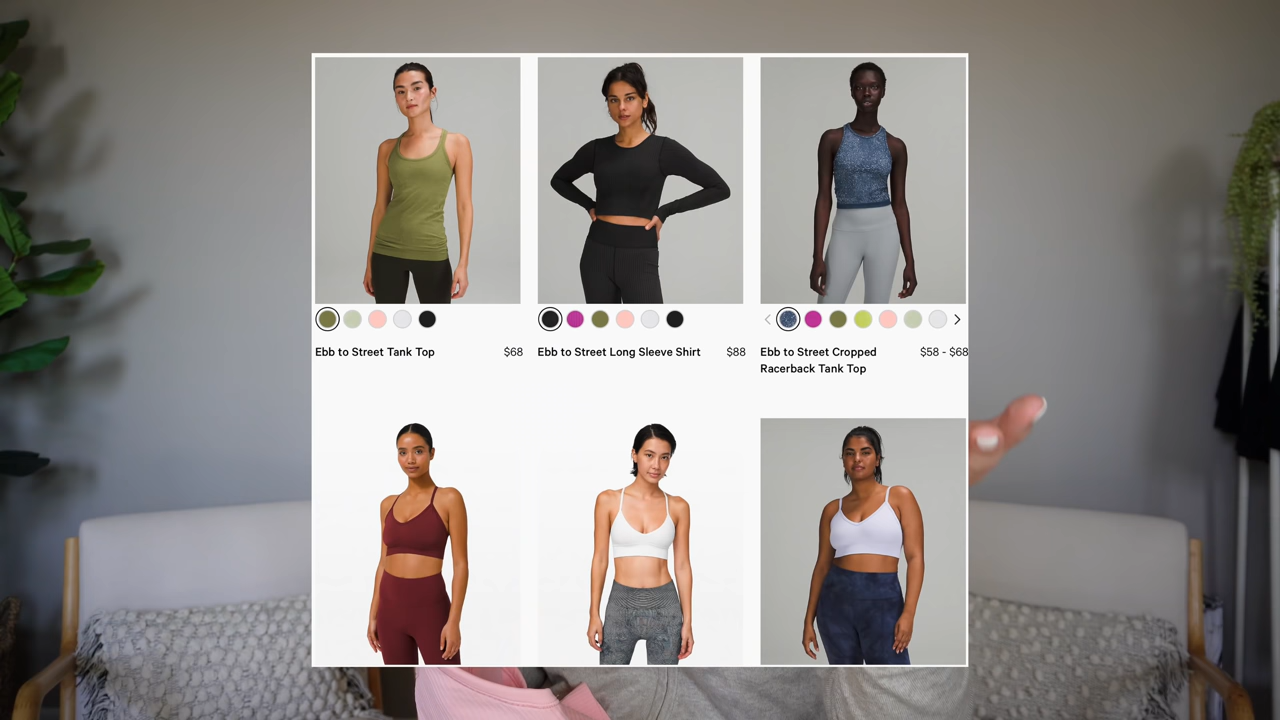 Ebb to Street Tank Top $68
Ebb to Street Long Sleeve Shirt $88
Ebb to Street Cropped $58 - $68
Racerback Tank Top